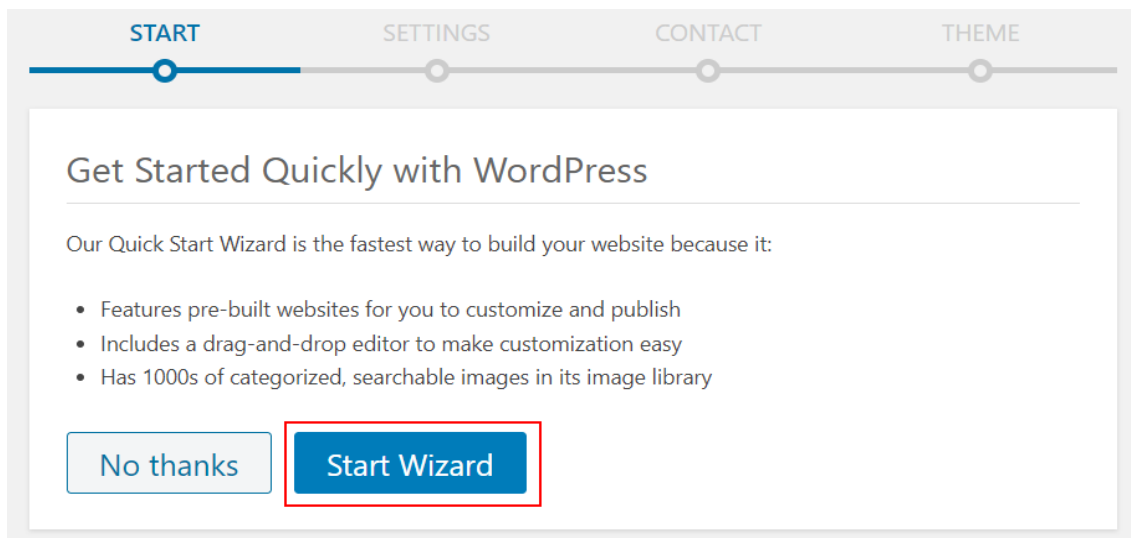 START SETTINGS CONTACT THEME
Get Started Quickly with WordPress
Our Quick Start Wizard is the fastest way to build your website because it:
• Features pre-built websites for you to customize and publish
• Includes a drag-and-drop editor to make customization easy
• Has 1000s of categorized, searchable images in its image library
No thanks Start Wizard